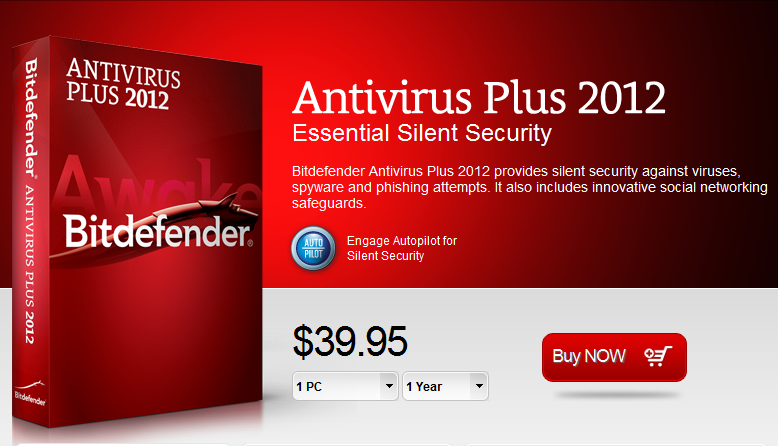 Bitdefender® ANTIVIRUS PLUS 2012
Bitdefender
ANTIVIRUS
PLUS 2012
Awake
Bitdefender®
Antivirus Plus 2012
Essential Silent Security
Bitdefender Antivirus Plus 2012 provides silent security against viruses,
spyware and phishing attempts. It also includes innovative social networking
safeguards.
AUTO
PILOT
Engage Autopilot for
Silent Security
$39.95
1 PC
1 Year
Buy NOW